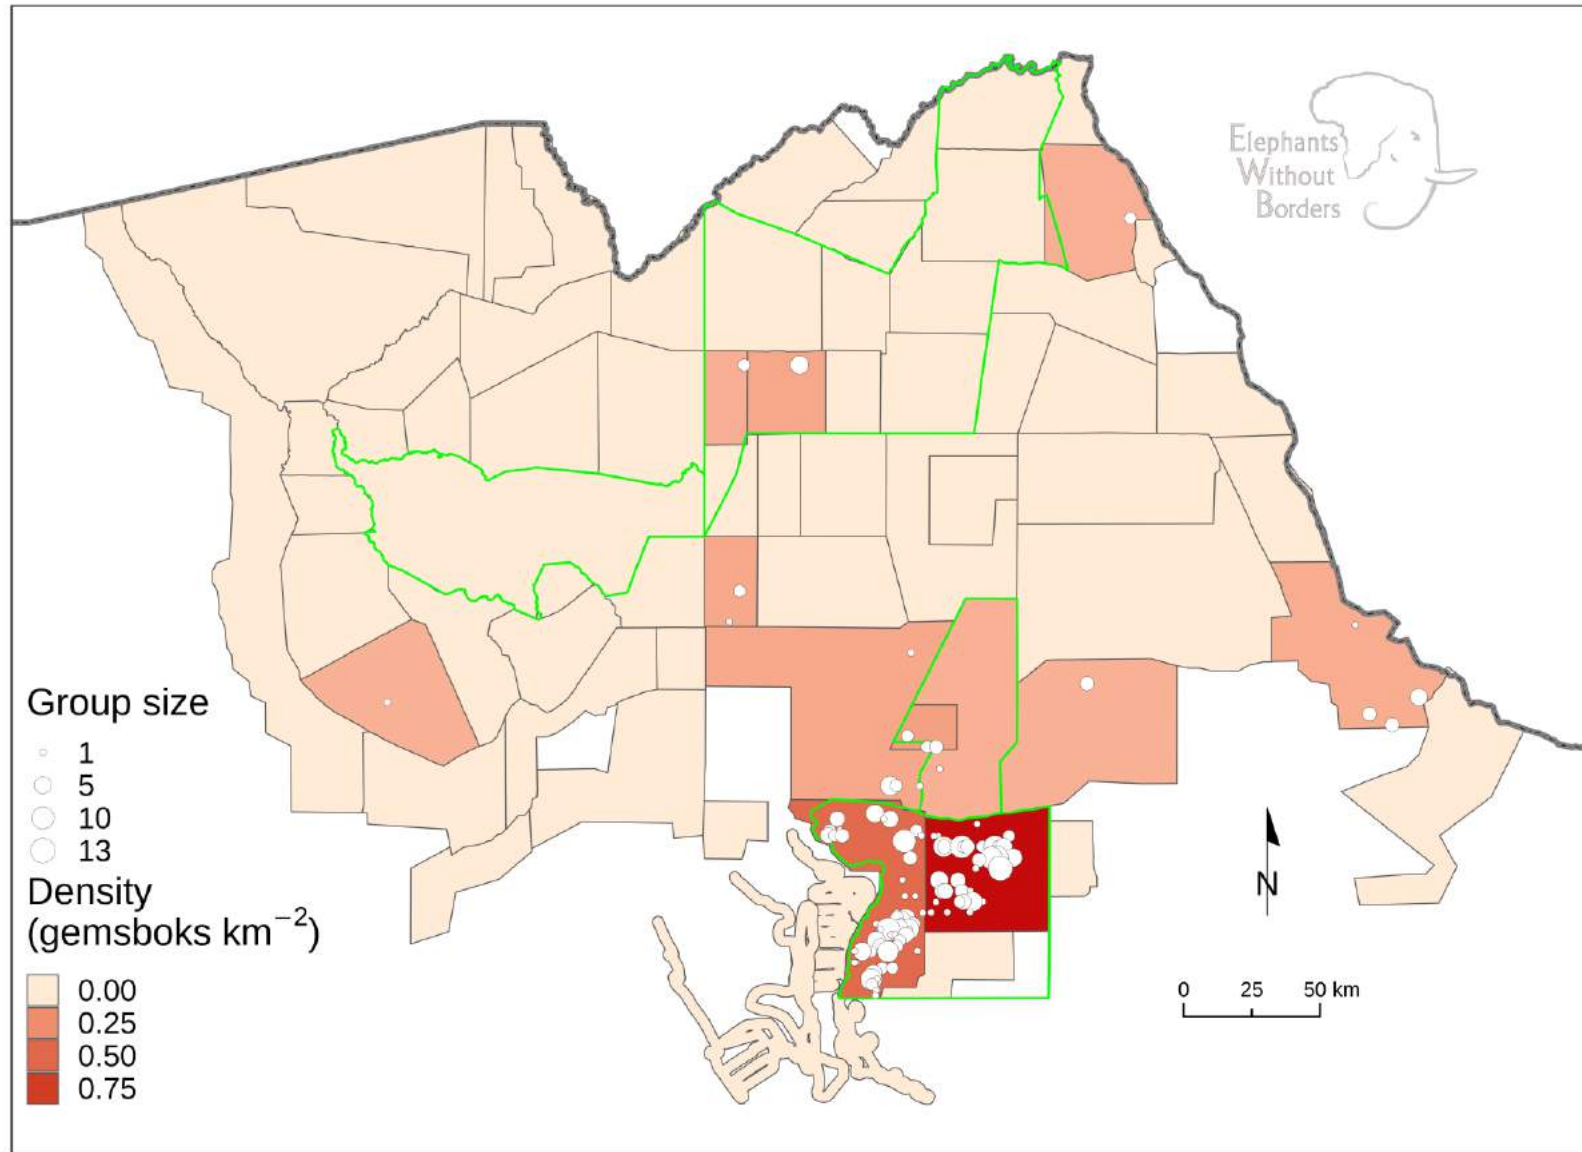 Elephants
Without
Borders
Group size
1
5
10
13
Density
(gemsboks km⁻²)
0.00
0.25
0.50
0.75
N
0 25 50 km